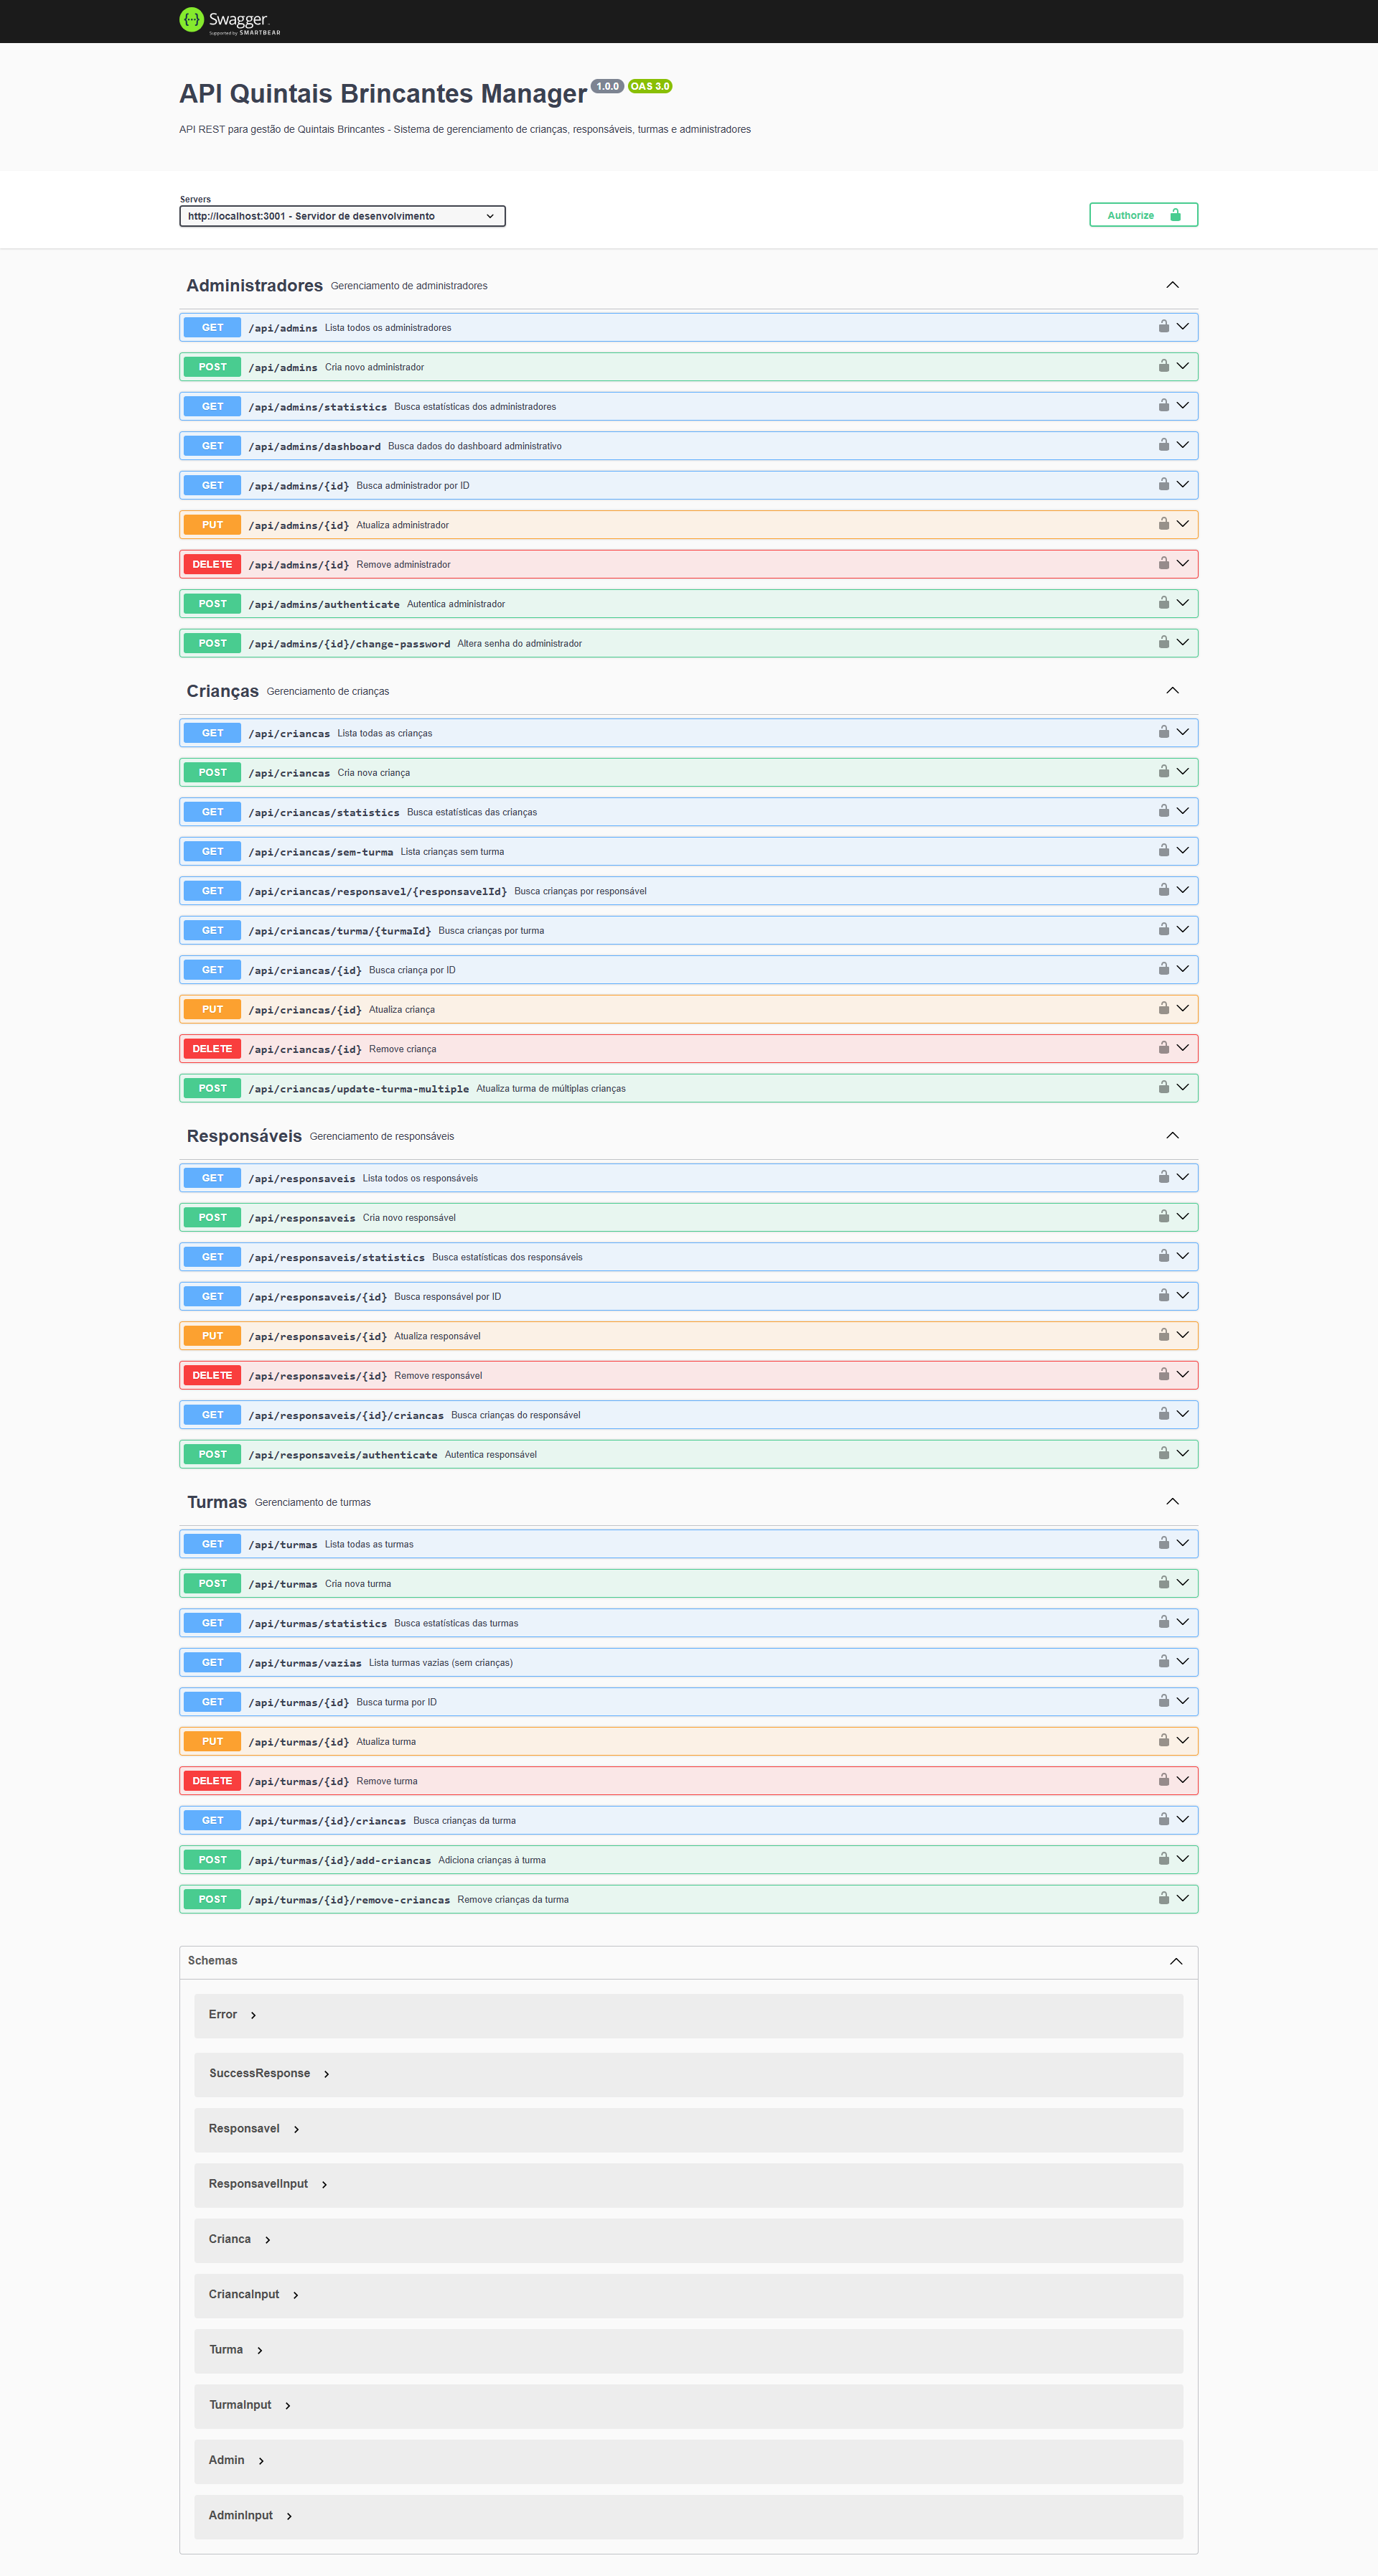 Swagger
Supported by SMARTBEAR
API Quintais Brincantes Manager 1.0.0 OAS 3.0
API REST para gestão de Quintais Brincantes - Sistema de gerenciamento de crianças, responsáveis, turmas e administradores
Servers
http://localhost:3001 - Servidor de desenvolvimento
Authorize
Administradores Gerenciamento de administradores
GET /api/admins Lista todos os administradores
POST /api/admins Cria novo administrador
GET /api/admins/statistics Busca estatísticas dos administradores
GET /api/admins/dashboard Busca dados do dashboard administrativo
GET /api/admins/{id} Busca administrador por ID
PUT /api/admins/{id} Atualiza administrador
DELETE /api/admins/{id} Remove administrador
POST /api/admins/authenticate Autentica administrador
POST /api/admins/{id}/change-password Altera senha do administrador
Crianças Gerenciamento de crianças
GET /api/criancas Lista todas as crianças
POST /api/criancas Cria nova criança
GET /api/criancas/statistics Busca estatísticas das crianças
GET /api/criancas/sem-turma Lista crianças sem turma
GET /api/criancas/responsavel/{responsavelId} Busca crianças por responsável
GET /api/criancas/turma/{turmaId} Busca crianças por turma
GET /api/criancas/{id} Busca criança por ID
PUT /api/criancas/{id} Atualiza criança
DELETE /api/criancas/{id} Remove criança
POST /api/criancas/update-turma-multiple Atualiza turma de múltiplas crianças
Responsáveis Gerenciamento de responsáveis
GET /api/responsaveis Lista todos os responsáveis
POST /api/responsaveis Cria novo responsável
GET /api/responsaveis/statistics Busca estatísticas dos responsáveis
GET /api/responsaveis/{id} Busca responsável por ID
PUT /api/responsaveis/{id} Atualiza responsável
DELETE /api/responsaveis/{id} Remove responsável
GET /api/responsaveis/{id}/criancas Busca crianças do responsável
POST /api/responsaveis/authenticate Autentica responsável
Turmas Gerenciamento de turmas
GET /api/turmas Lista todas as turmas
POST /api/turmas Cria nova turma
GET /api/turmas/statistics Busca estatísticas das turmas
GET /api/turmas/vazias Lista turmas vazias (sem crianças)
GET /api/turmas/{id} Busca turma por ID
PUT /api/turmas/{id} Atualiza turma
DELETE /api/turmas/{id} Remove turma
GET /api/turmas/{id}/criancas Busca crianças da turma
POST /api/turmas/{id}/add-criancas Adiciona crianças à turma
POST /api/turmas/{id}/remove-criancas Remove crianças da turma
Schemas
Error
SuccessResponse
Responsavel
ResponsavelInput
Crianca
CriancaInput
Turma
TurmaInput
Admin
AdminInput